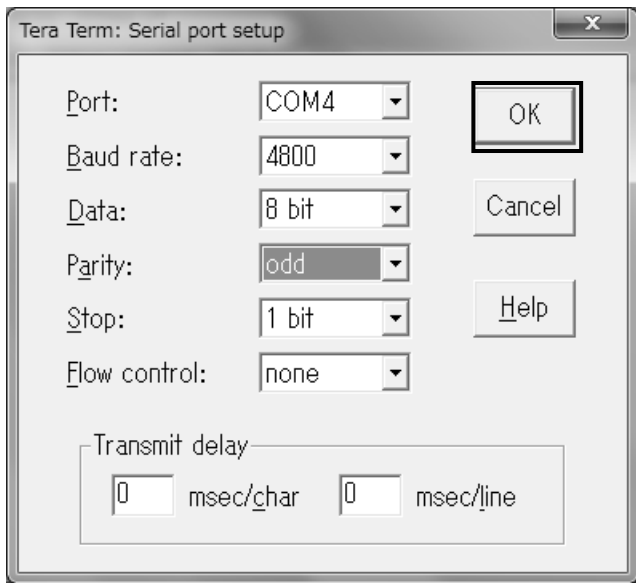 Tera Term: Serial port setup
x
Port: COM4
OK
Baud rate: 4800
Data: 8 bit
Cancel
Parity: odd
Stop: 1 bit
Help
Flow control: none
Transmit delay
0 msec/char 0 msec/line